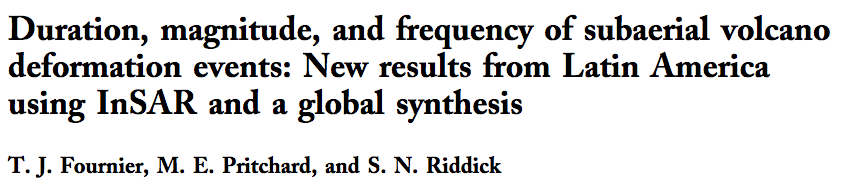 Duration, magnitude, and frequency of subaerial volcano
deformation events: New results from Latin America
using InSAR and a global synthesis
T. J. Fournier, M. E. Pritchard, and S. N. Riddick